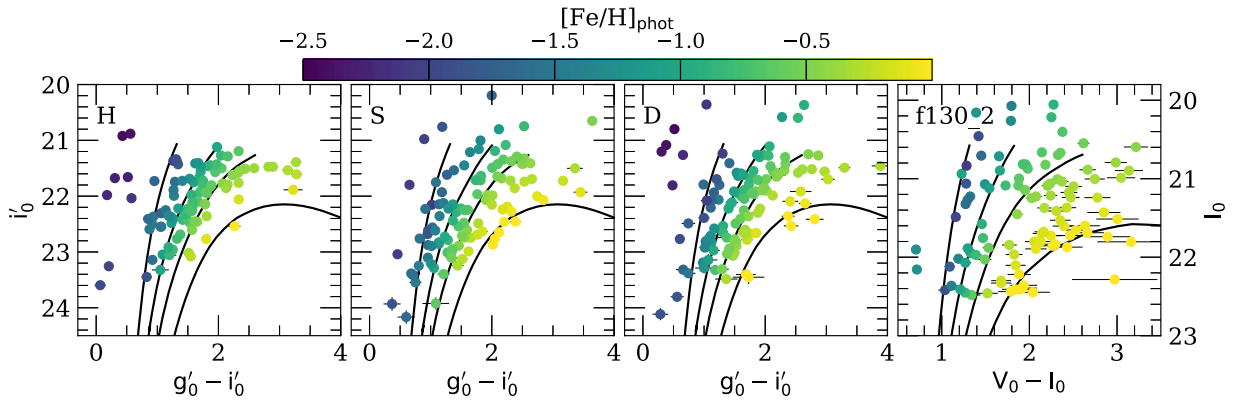 [Fe/H]phot
−2.5 −2.0 −1.5 −1.0 −0.5
H S D f130_2
20 21 22 23 24
i′0
20 21 22 23
I0
0 2 4 0 2 4 0 2 4 1 2 3
g′0 − i′0 g′0 − i′0 g′0 − i′0 V0 − I0